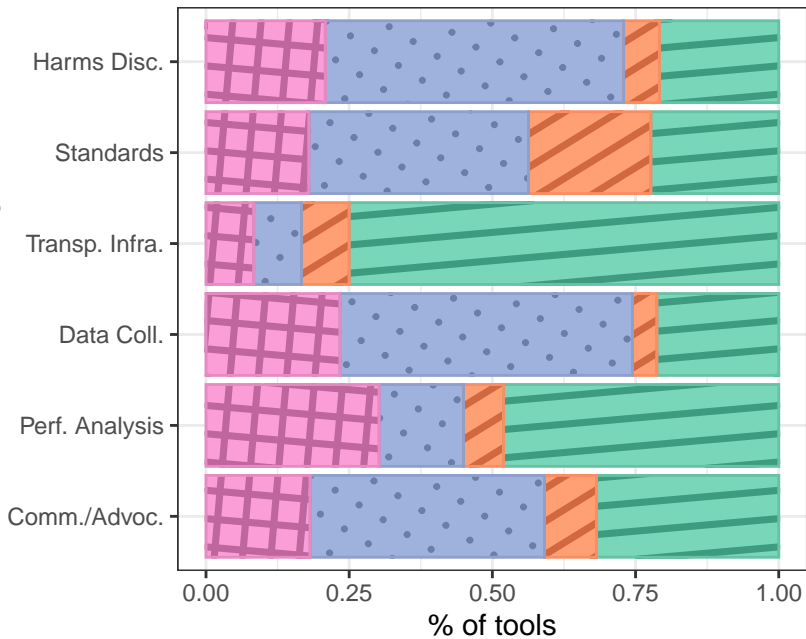 Harms Disc.
Standards
Transp. Infra.
Data Coll.
Perf. Analysis
Comm./Advoc.
0.00 0.25 0.50 0.75 1.00
% of tools